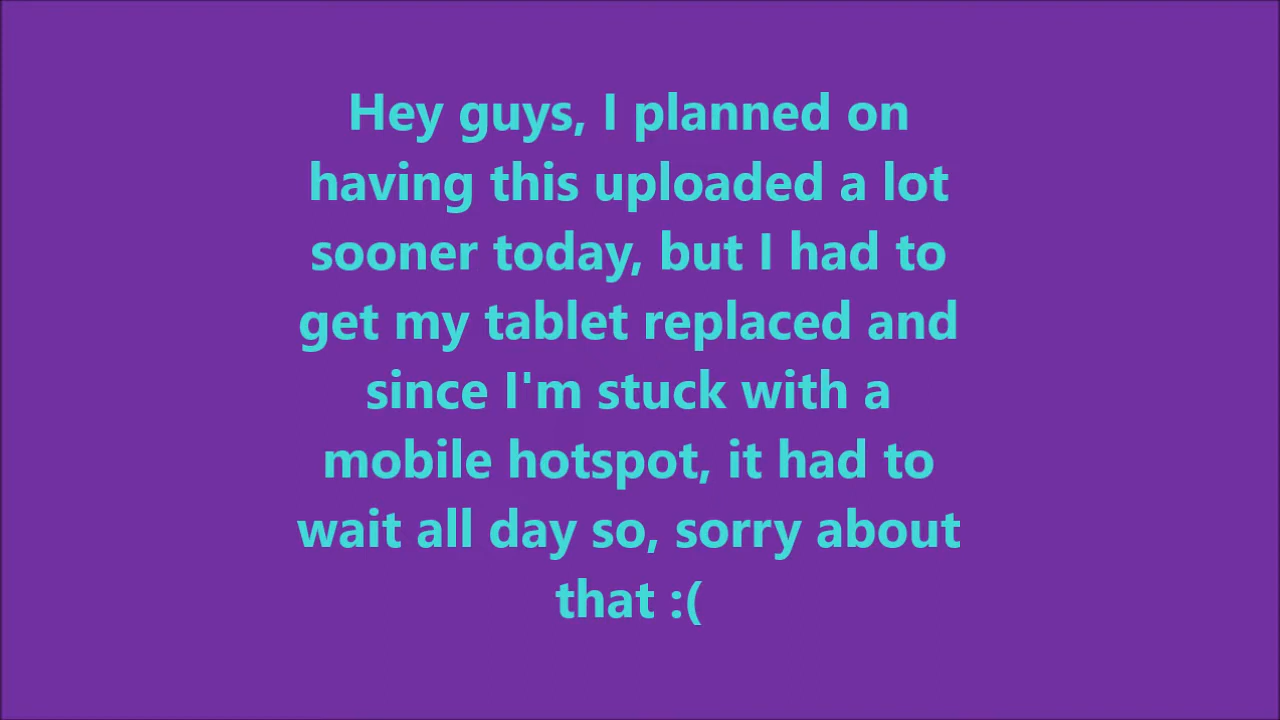 Hey guys, I planned on
having this uploaded a lot
sooner today, but I had to
get my tablet replaced and
since I'm stuck with a
mobile hotspot, it had to
wait all day so, sorry about
that :(